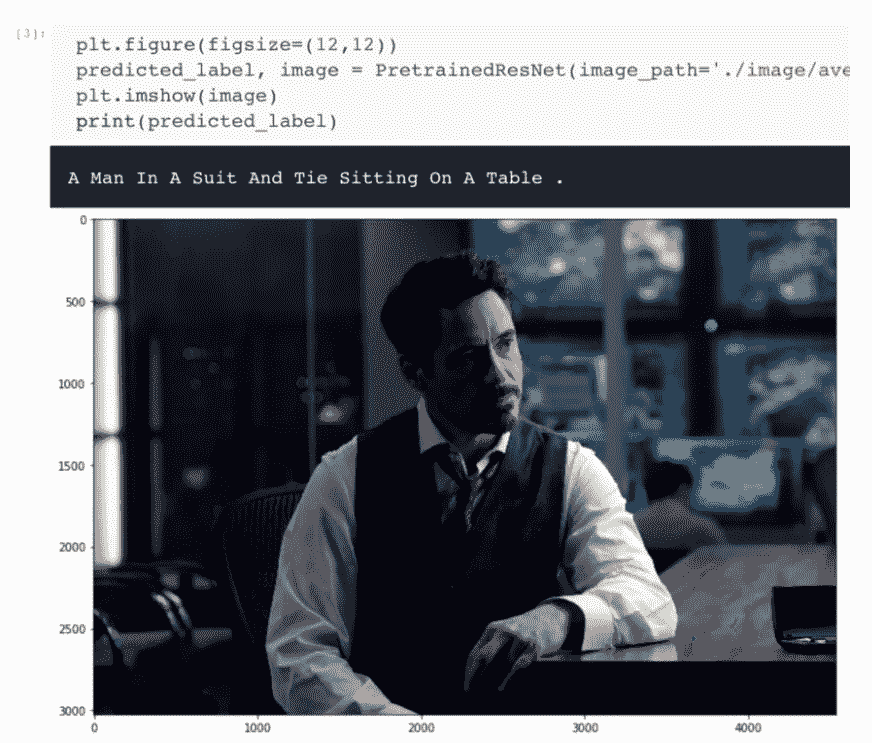 [3]:
plt.figure(figsize=(12,12))
predicted_label, image = PretrainedResNet(image_path='./image/ave
plt.imshow(image)
print(predicted_label)
A Man In A Suit And Tie Sitting On A Table .
0
500
1000
1500
2000
2500
3000
0 1000 2000 3000 4000